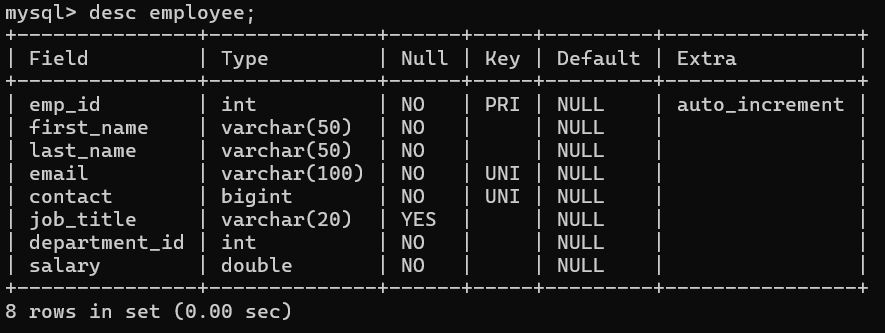 mysql> desc employee;
+---------------+--------------+------+-----+---------+----------------+
| Field         | Type         | Null | Key | Default | Extra          |
+---------------+--------------+------+-----+---------+----------------+
| emp_id        | int          | NO   | PRI | NULL    | auto_increment |
| first_name    | varchar(50)  | NO   |     | NULL    |                |
| last_name     | varchar(50)  | NO   |     | NULL    |                |
| email         | varchar(100) | NO   | UNI | NULL    |                |
| contact       | bigint       | NO   | UNI | NULL    |                |
| job_title     | varchar(20)  | YES  |     | NULL    |                |
| department_id | int          | NO   |     | NULL    |                |
| salary        | double       | NO   |     | NULL    |                |
+---------------+--------------+------+-----+---------+----------------+
8 rows in set (0.00 sec)